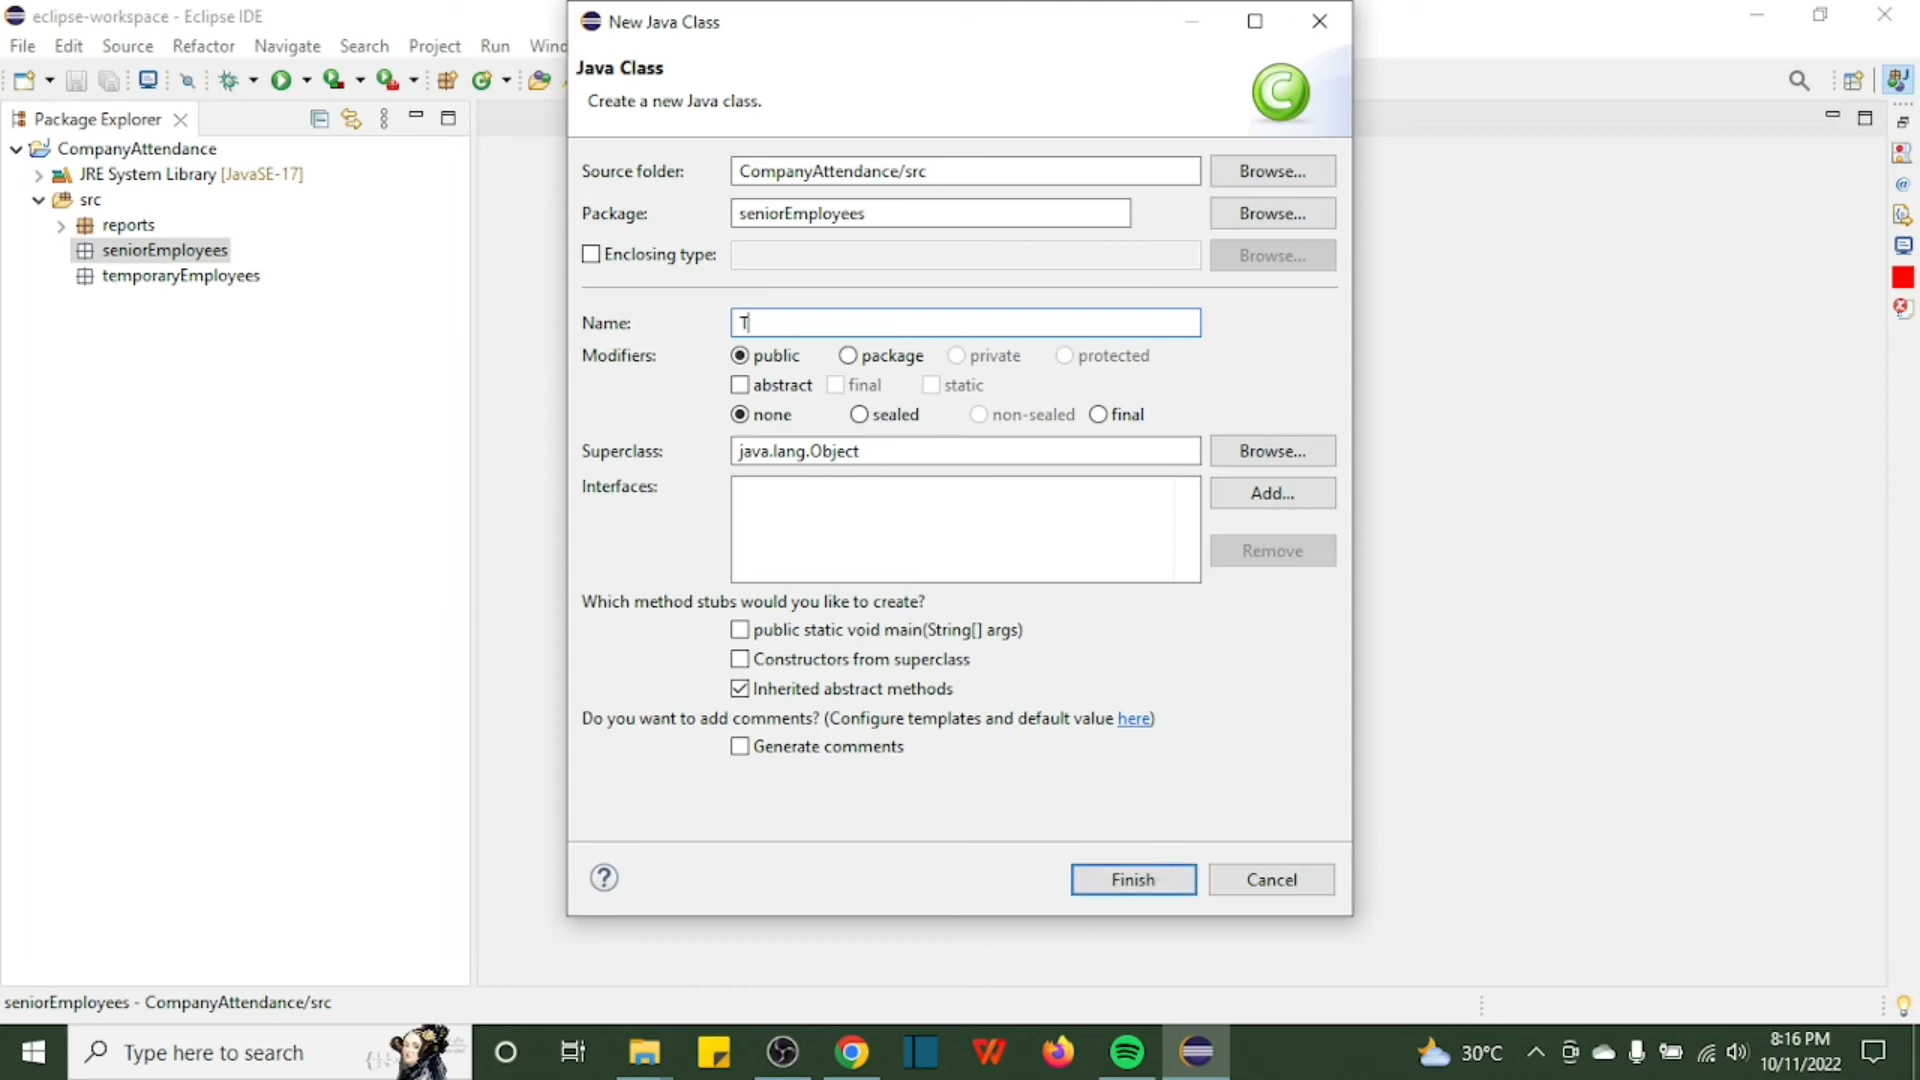 eclipse-workspace - Eclipse IDE
File Edit Source Refactor Navigate Search Project Run Wind
Package Explorer
CompanyAttendance
JRE System Library [JavaSE-17]
src
reports
seniorEmployees
temporaryEmployees
New Java Class
Java Class
Create a new Java class.
Source folder: CompanyAttendance/src Browse...
Package: seniorEmployees Browse...
Enclosing type: Browse...
Name: T
Modifiers: public package private protected
abstract final static
none sealed non-sealed final
Superclass: java.lang.Object Browse...
Interfaces: Add...
Remove
Which method stubs would you like to create?
public static void main(String[] args)
Constructors from superclass
Inherited abstract methods
Do you want to add comments? (Configure templates and default value here)
Generate comments
Finish Cancel
seniorEmployees - CompanyAttendance/src
Type here to search
30°C
8:16 PM
10/11/2022